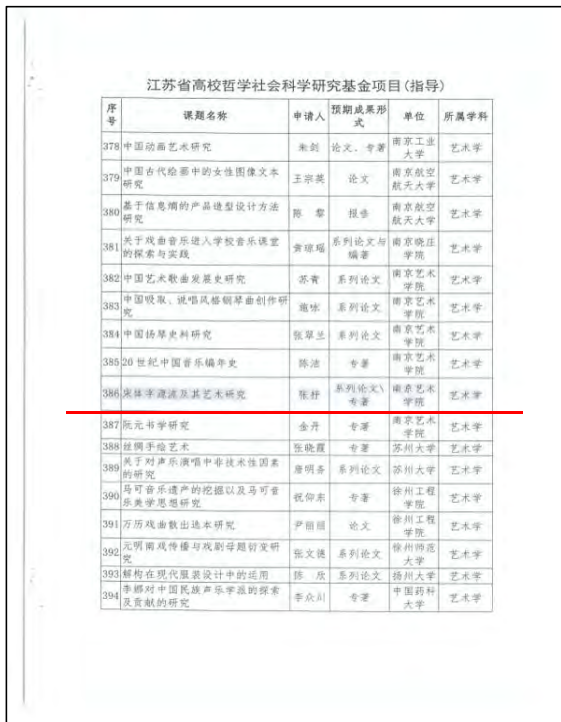 江苏省高校哲学社会科学研究基金项目(指导)
序号 课题名称 申请人 预期成果形式 单位 所属学科
378 中国动画艺术研究 朱剑 论文、专著 南京工业大学 艺术学
379 中国古代绘画中的女性图像文本研究 王宗英 论文 南京航空航天大学 艺术学
380 基于信息熵的产品造型设计方法研究 陈 黎 报告 南京航空航天大学 艺术学
381 关于戏曲音乐进入学校音乐课堂的探索与实践 黄琼瑶 系列论文与编著 南京晓庄学院 艺术学
382 中国艺术歌曲发展史研究 苏青 系列论文 南京艺术学院 艺术学
383 中国吸取、说唱风格钢琴曲创作研究 施咏 系列论文 南京艺术学院 艺术学
384 中国扬琴史料研究 张翠兰 系列论文 南京艺术学院 艺术学
385 20世纪中国音乐编年史 陈洁 专著 南京艺术学院 艺术学
386 宋体字源流及其艺术研究 张抒 系列论文\专著 南京艺术学院 艺术学
387 阮元书学研究 金丹 专著 南京艺术学院 艺术学
388 丝绸手绘艺术 张晓霞 专著 苏州大学 艺术学
389 关于对声乐演唱中非技术性因素的研究 唐明务 系列论文 苏州大学 艺术学
390 马可音乐遗产的挖掘以及马可音乐美学思想研究 祝仰东 专著 徐州工程学院 艺术学
391 万历戏曲散出选本研究 尹丽丽 论文 徐州工程学院 艺术学
392 元明南戏传播与戏剧母题衍变研究 张文德 系列论文 徐州师范大学 艺术学
393 解构在现代服装设计中的运用 陈 欣 系列论文 扬州大学 艺术学
394 李娜对中国民族声乐学派的探索及贡献的研究 李众川 专著 中国药科大学 艺术学